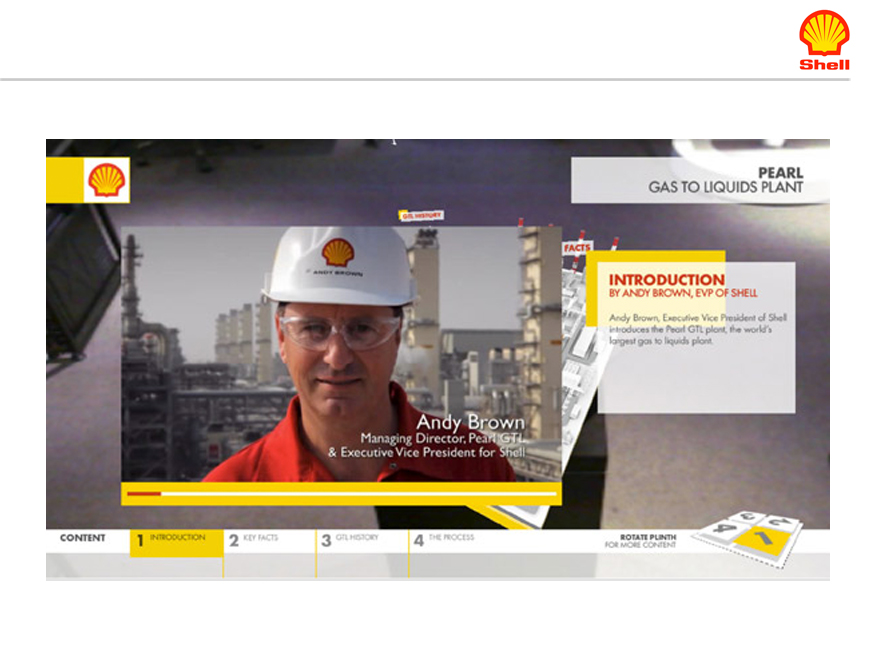 Shell
PEARL
GAS TO LIQUIDS PLANT
GTL HISTORY
FACTS
ANDY BROWN
INTRODUCTION
BY ANDY BROWN, EVP OF SHELL
Andy Brown, Executive Vice President of Shell
introduces the Pearl GTL plant, the world's
largest gas to liquids plant.
Andy Brown
Managing Director, Pearl GTL
& Executive Vice President for Shell
CONTENT
1 INTRODUCTION
2 KEY FACTS
3 GTL HISTORY
4 THE PROCESS
ROTATE PLINTH
FOR MORE CONTENT
3 2
4 1